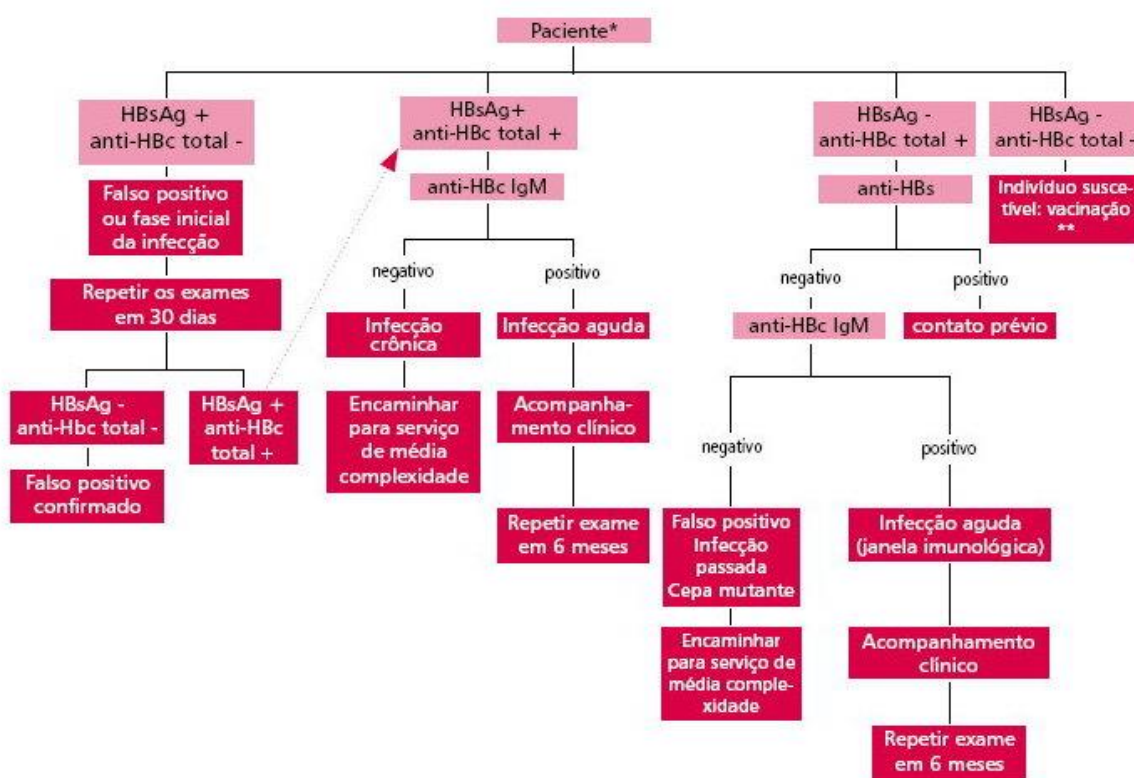 Paciente*
HBsAg +
anti-HBc total -
Falso positivo
ou fase inicial
da infecção
Repetir os exames
em 30 dias
HBsAg -
anti-Hbc total -
Falso positivo
confirmado
HBsAg +
anti-HBc
total +
HBsAg+
anti-HBc total +
anti-HBc IgM
negativo
Infecção
crônica
Encaminhar
para serviço
de média
complexidade
positivo
Infecção aguda
Acompanha-
mento clínico
Repetir exame
em 6 meses
HBsAg -
anti-HBc total +
anti-HBs
negativo
anti-HBc IgM
negativo
Falso positivo
Infecção
passada
Cepa mutante
Encaminhar
para serviço de
média comple-
xidade
positivo
Infecção aguda
(janela imunológica)
Acompanhamento
clínico
Repetir exame
em 6 meses
positivo
contato prévio
HBsAg -
anti-HBc total -
Indivíduo susce-
tível: vacinação
**